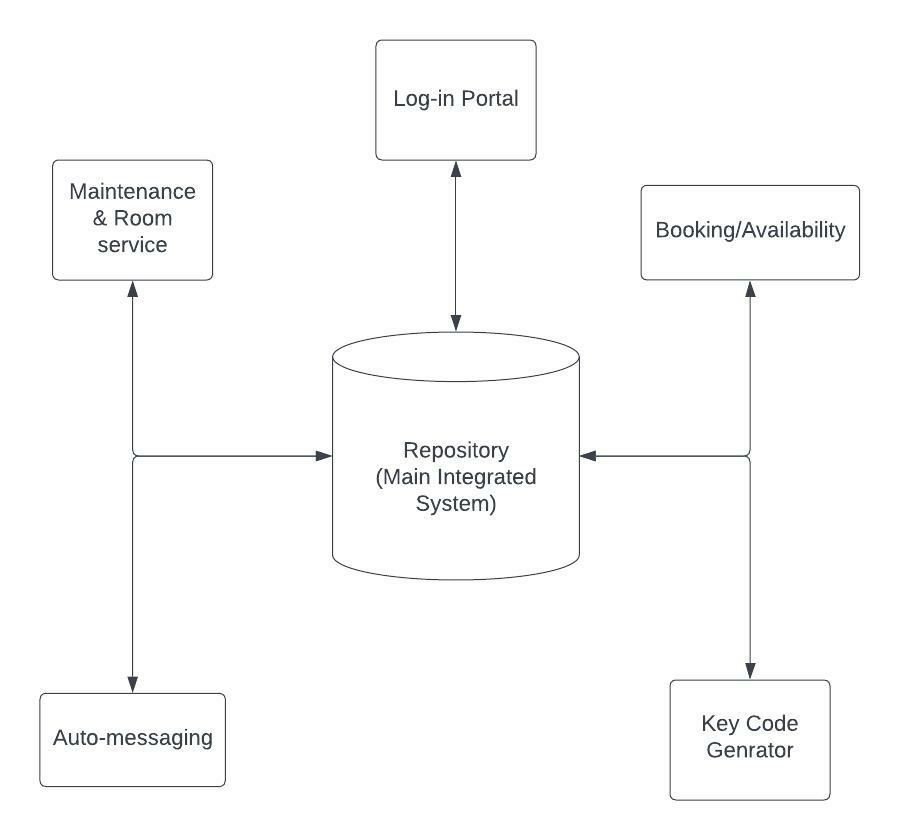 Log-in Portal
Maintenance
& Room
service
Booking/Availability
Repository
(Main Integrated
System)
Auto-messaging
Key Code
Genrator